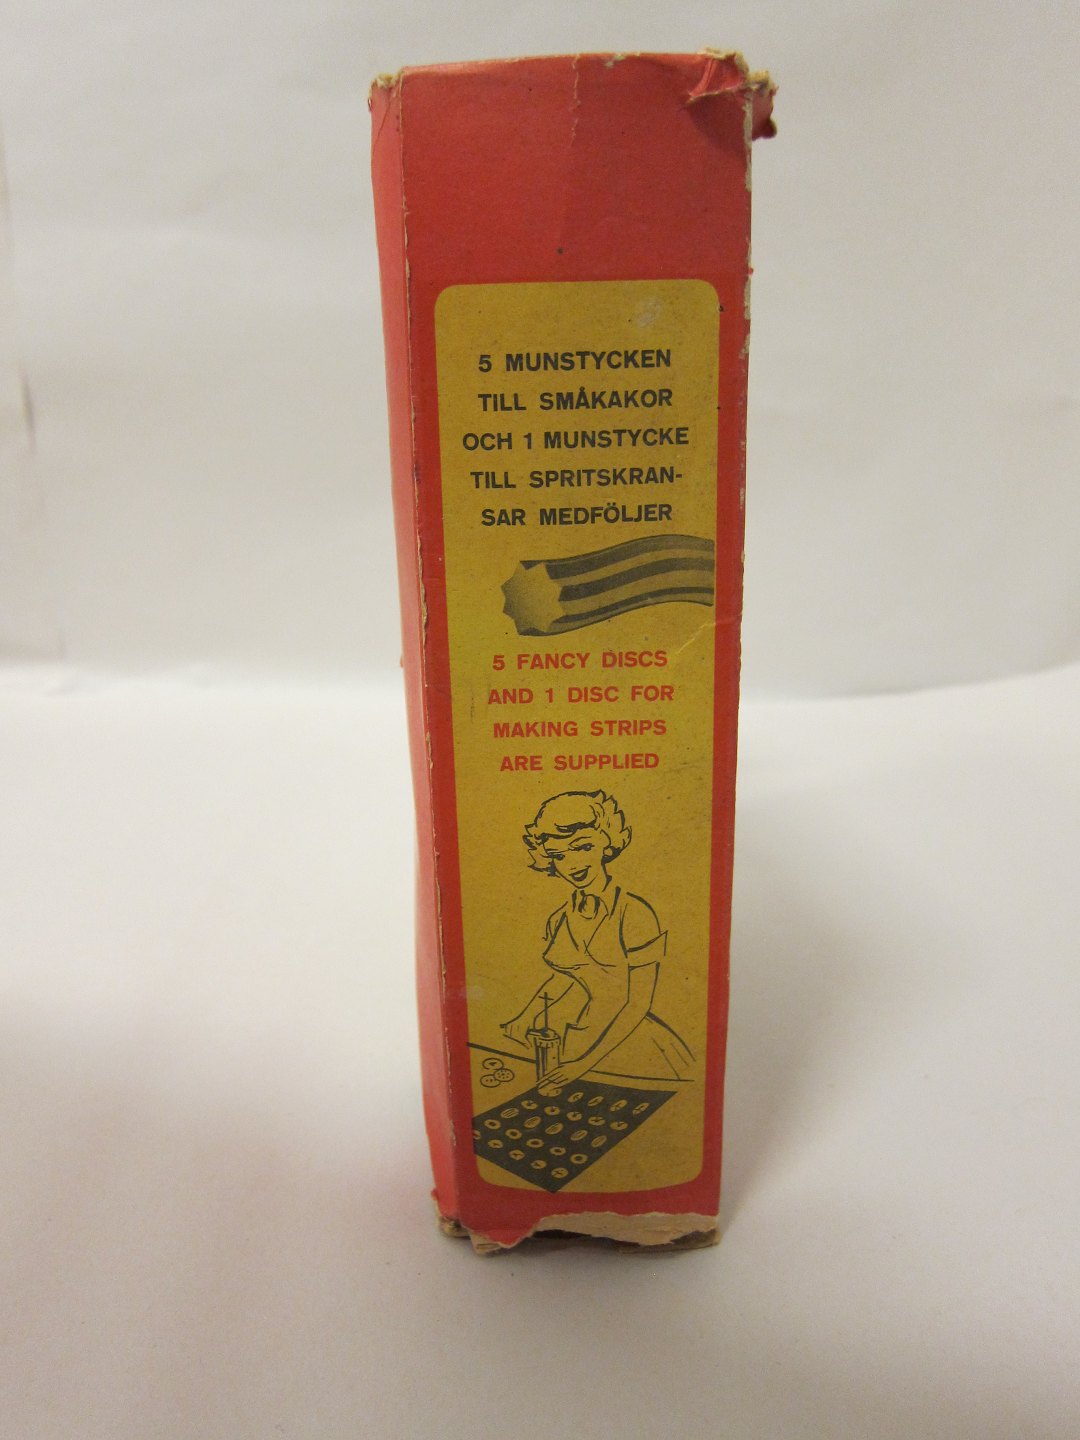 5 MUNSTYCKEN
TILL SMÅKAKOR
OCH 1 MUNSTYCKE
TILL SPRITSKRAN-
SAR MEDFÖLJER
5 FANCY DISCS
AND 1 DISC FOR
MAKING STRIPS
ARE SUPPLIED